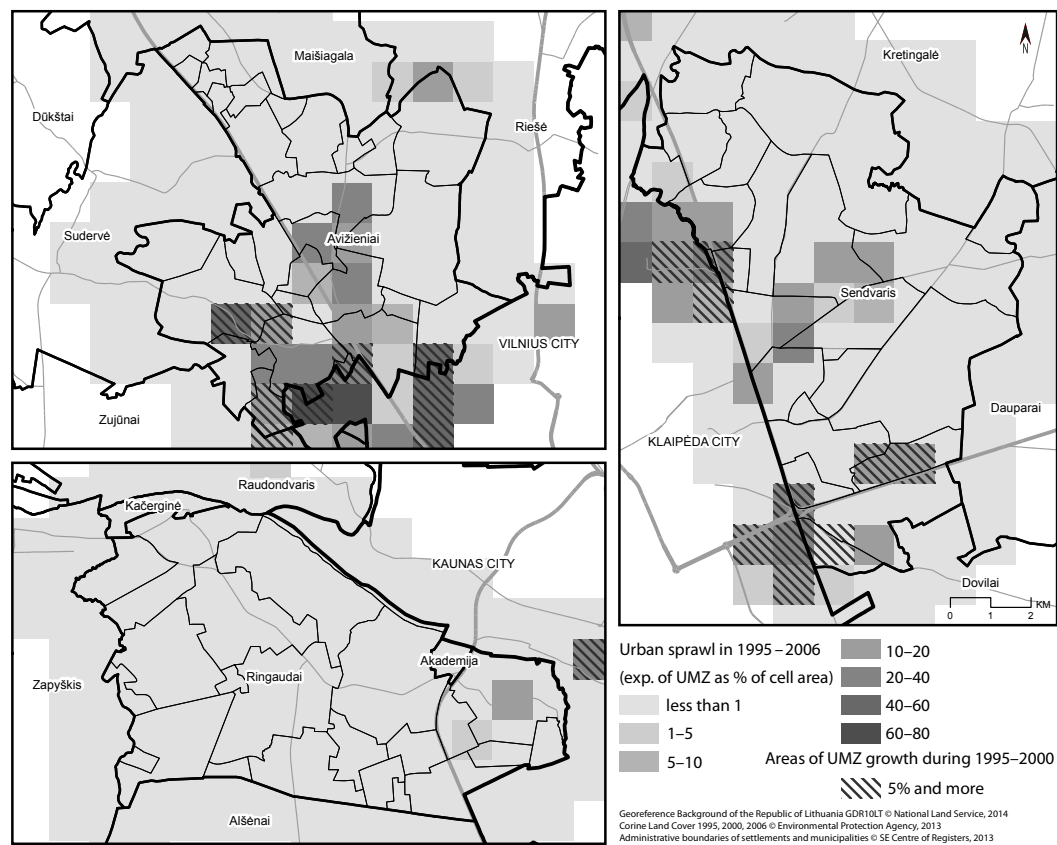 Maišiagala
Dūkštai
Riešė
Sudervė
Avižieniai
VILNIUS CITY
Zujūnai
Raudondvaris
Kačerginė
KAUNAS CITY
Akademija
Zapyškis
Ringaudai
Alšėnai
N
Kretingalė
Sendvaris
Dauparai
KLAIPĖDA CITY
Dovilai
KM
0 1 2
Urban sprawl in 1995–2006
(exp. of UMZ as % of cell area)
less than 1
1–5
5–10
10–20
20–40
40–60
60–80
Areas of UMZ growth during 1995–2000
5% and more
Georeference Background of the Republic of Lithuania GDR10LT © National Land Service, 2014
Corine Land Cover 1995, 2000, 2006 © Environmental Protection Agency, 2013
Administrative boundaries of settlements and municipalities © SE Centre of Registers, 2013